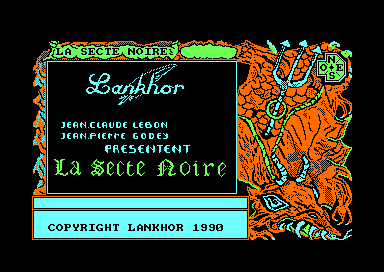 LA SECTE NOIRE
N
O E
S
Lankhor
JEAN.CLAUDE LEBON
JEAN.PIERRE GODEY
PRESENTENT
La Secte Noire
COPYRIGHT LANKHOR 1990